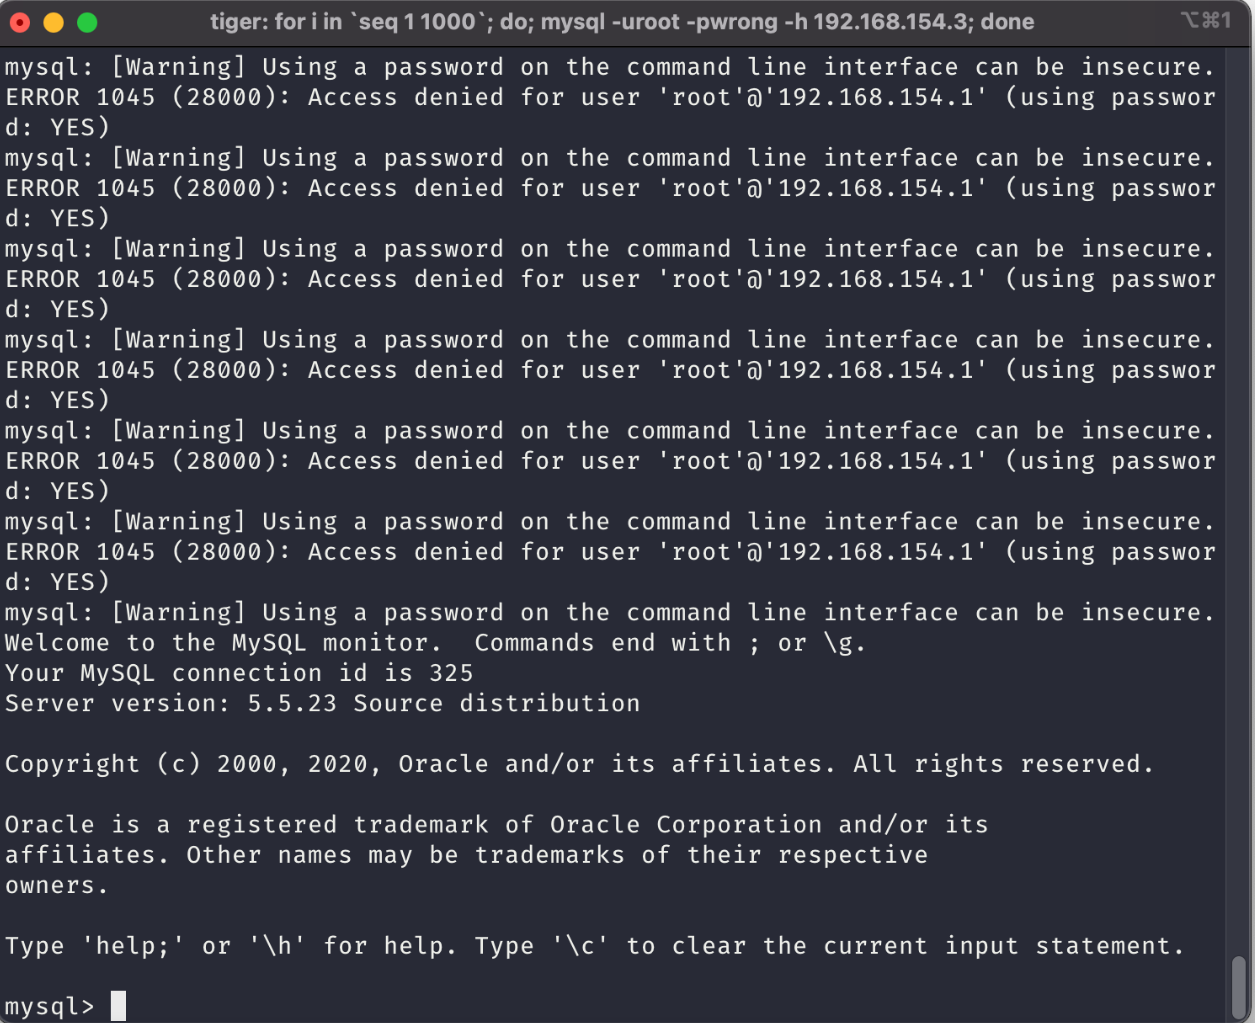 tiger: for i in `seq 1 1000`; do; mysql -uroot -pwrong -h 192.168.154.3; done ⌥⌘1
mysql: [Warning] Using a password on the command line interface can be insecure.
ERROR 1045 (28000): Access denied for user 'root'@'192.168.154.1' (using passwor
d: YES)
mysql: [Warning] Using a password on the command line interface can be insecure.
ERROR 1045 (28000): Access denied for user 'root'@'192.168.154.1' (using passwor
d: YES)
mysql: [Warning] Using a password on the command line interface can be insecure.
ERROR 1045 (28000): Access denied for user 'root'@'192.168.154.1' (using passwor
d: YES)
mysql: [Warning] Using a password on the command line interface can be insecure.
ERROR 1045 (28000): Access denied for user 'root'@'192.168.154.1' (using passwor
d: YES)
mysql: [Warning] Using a password on the command line interface can be insecure.
ERROR 1045 (28000): Access denied for user 'root'@'192.168.154.1' (using passwor
d: YES)
mysql: [Warning] Using a password on the command line interface can be insecure.
ERROR 1045 (28000): Access denied for user 'root'@'192.168.154.1' (using passwor
d: YES)
mysql: [Warning] Using a password on the command line interface can be insecure.
Welcome to the MySQL monitor.  Commands end with ; or \g.
Your MySQL connection id is 325
Server version: 5.5.23 Source distribution

Copyright (c) 2000, 2020, Oracle and/or its affiliates. All rights reserved.

Oracle is a registered trademark of Oracle Corporation and/or its
affiliates. Other names may be trademarks of their respective
owners.

Type 'help;' or '\h' for help. Type '\c' to clear the current input statement.

mysql>